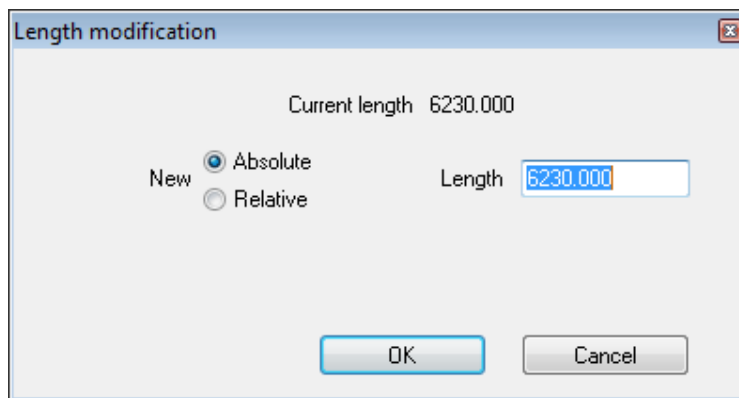 Length modification
Current length 6230.000
New
Absolute
Relative
Length 6230.000
OK Cancel